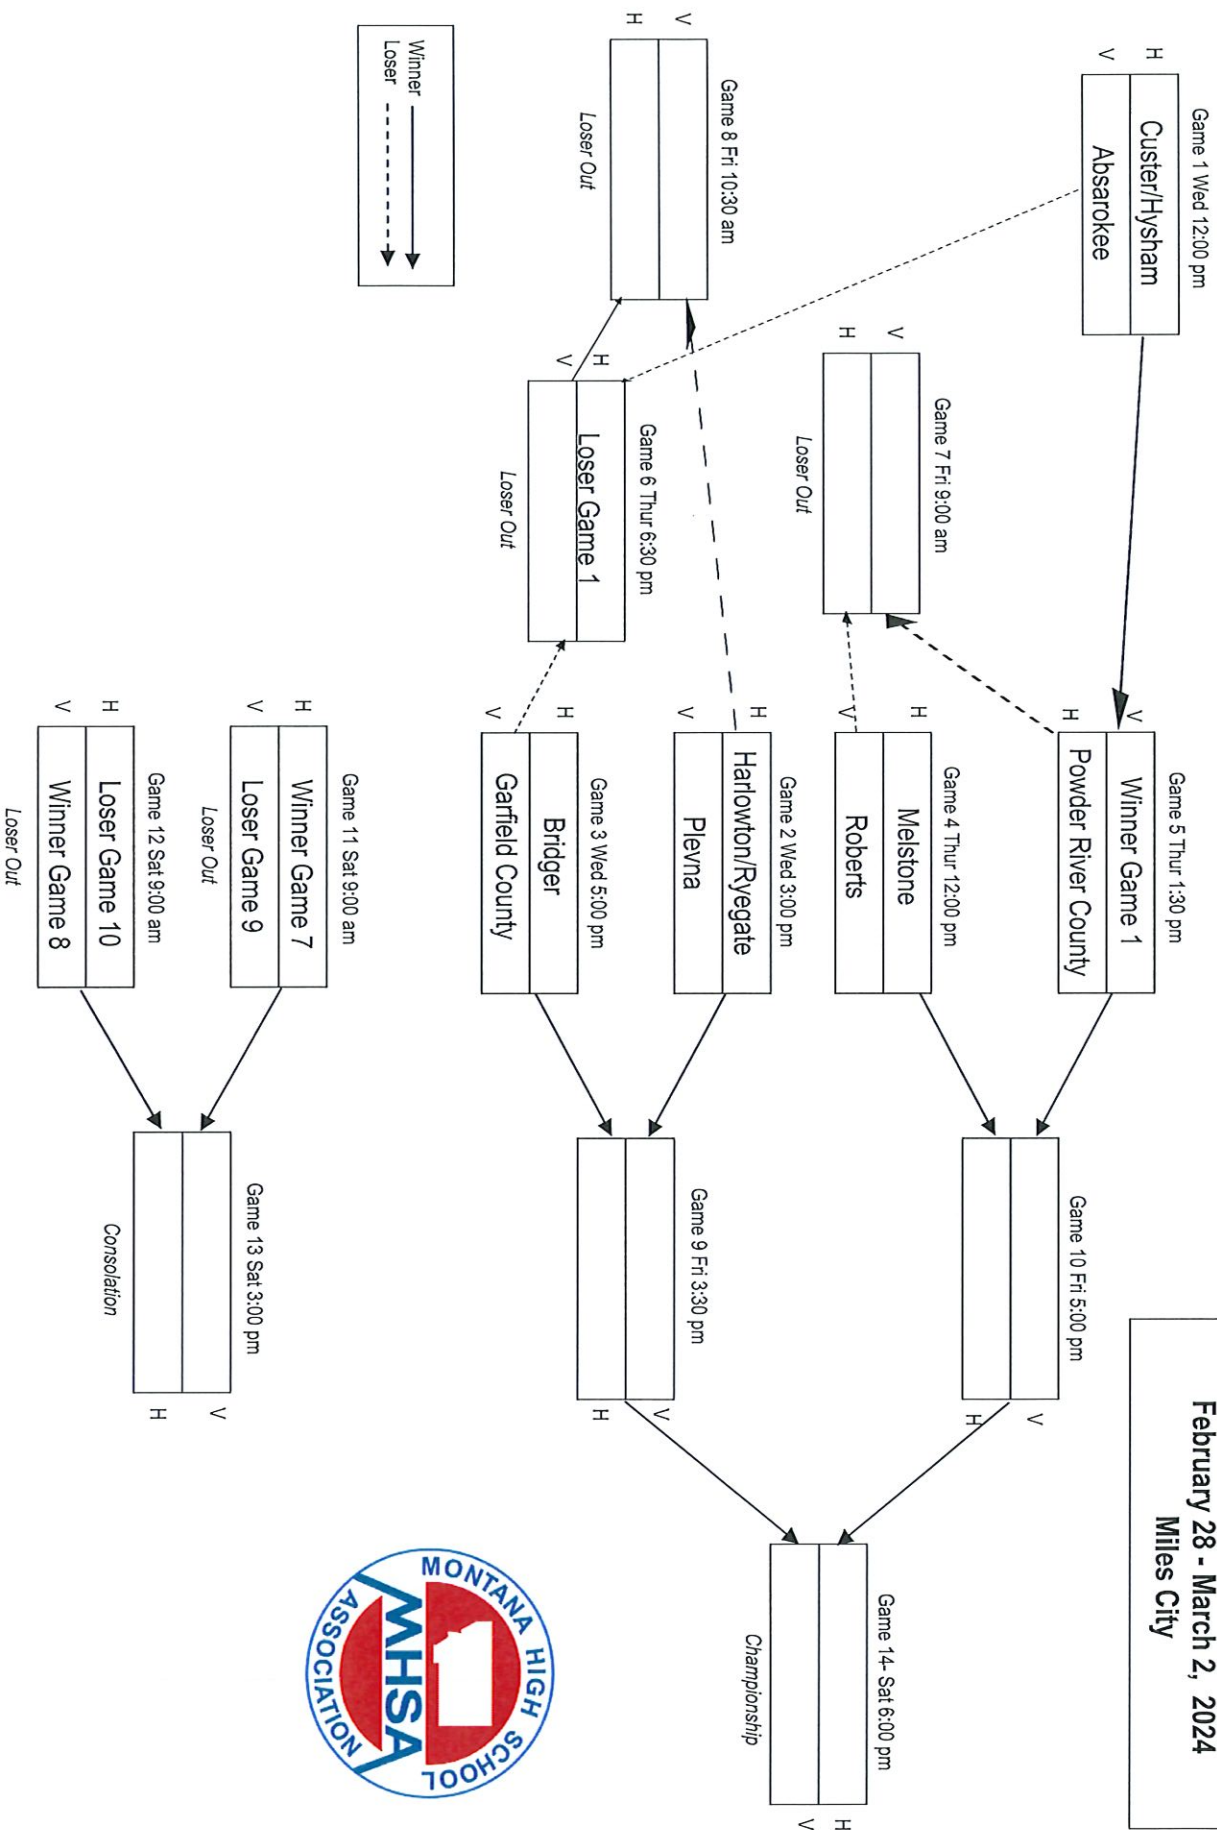 February 28 - March 2, 2024
Miles City
Game 1 Wed 12:00 pm
H
Custer/Hysham
V
Absarokee
Game 5 Thur 1:30 pm
V
Winner Game 1
H
Powder River County
Game 10 Fri 5:00 pm
V
H
Game 7 Fri 9:00 am
V
H
Loser Out
Game 4 Thur 12:00 pm
H
Melstone
V
Roberts
Game 14- Sat 6:00 pm
H
V
Championship
Game 8 Fri 10:30 am
V
H
Loser Out
Game 2 Wed 3:00 pm
H
Harlowton/Ryegate
V
Plevna
Game 9 Fri 3:30 pm
V
H
Game 6 Thur 6:30 pm
H
Loser Game 1
V
Loser Out
Game 3 Wed 5:00 pm
H
Bridger
V
Garfield County
Winner
Loser
Game 11 Sat 9:00 am
H
Winner Game 7
V
Loser Game 9
Loser Out
Game 13 Sat 3:00 pm
V
H
Consolation
Game 12 Sat 9:00 am
H
Loser Game 10
V
Winner Game 8
Loser Out
MONTANA HIGH SCHOOL
MHSA
ASSOCIATION